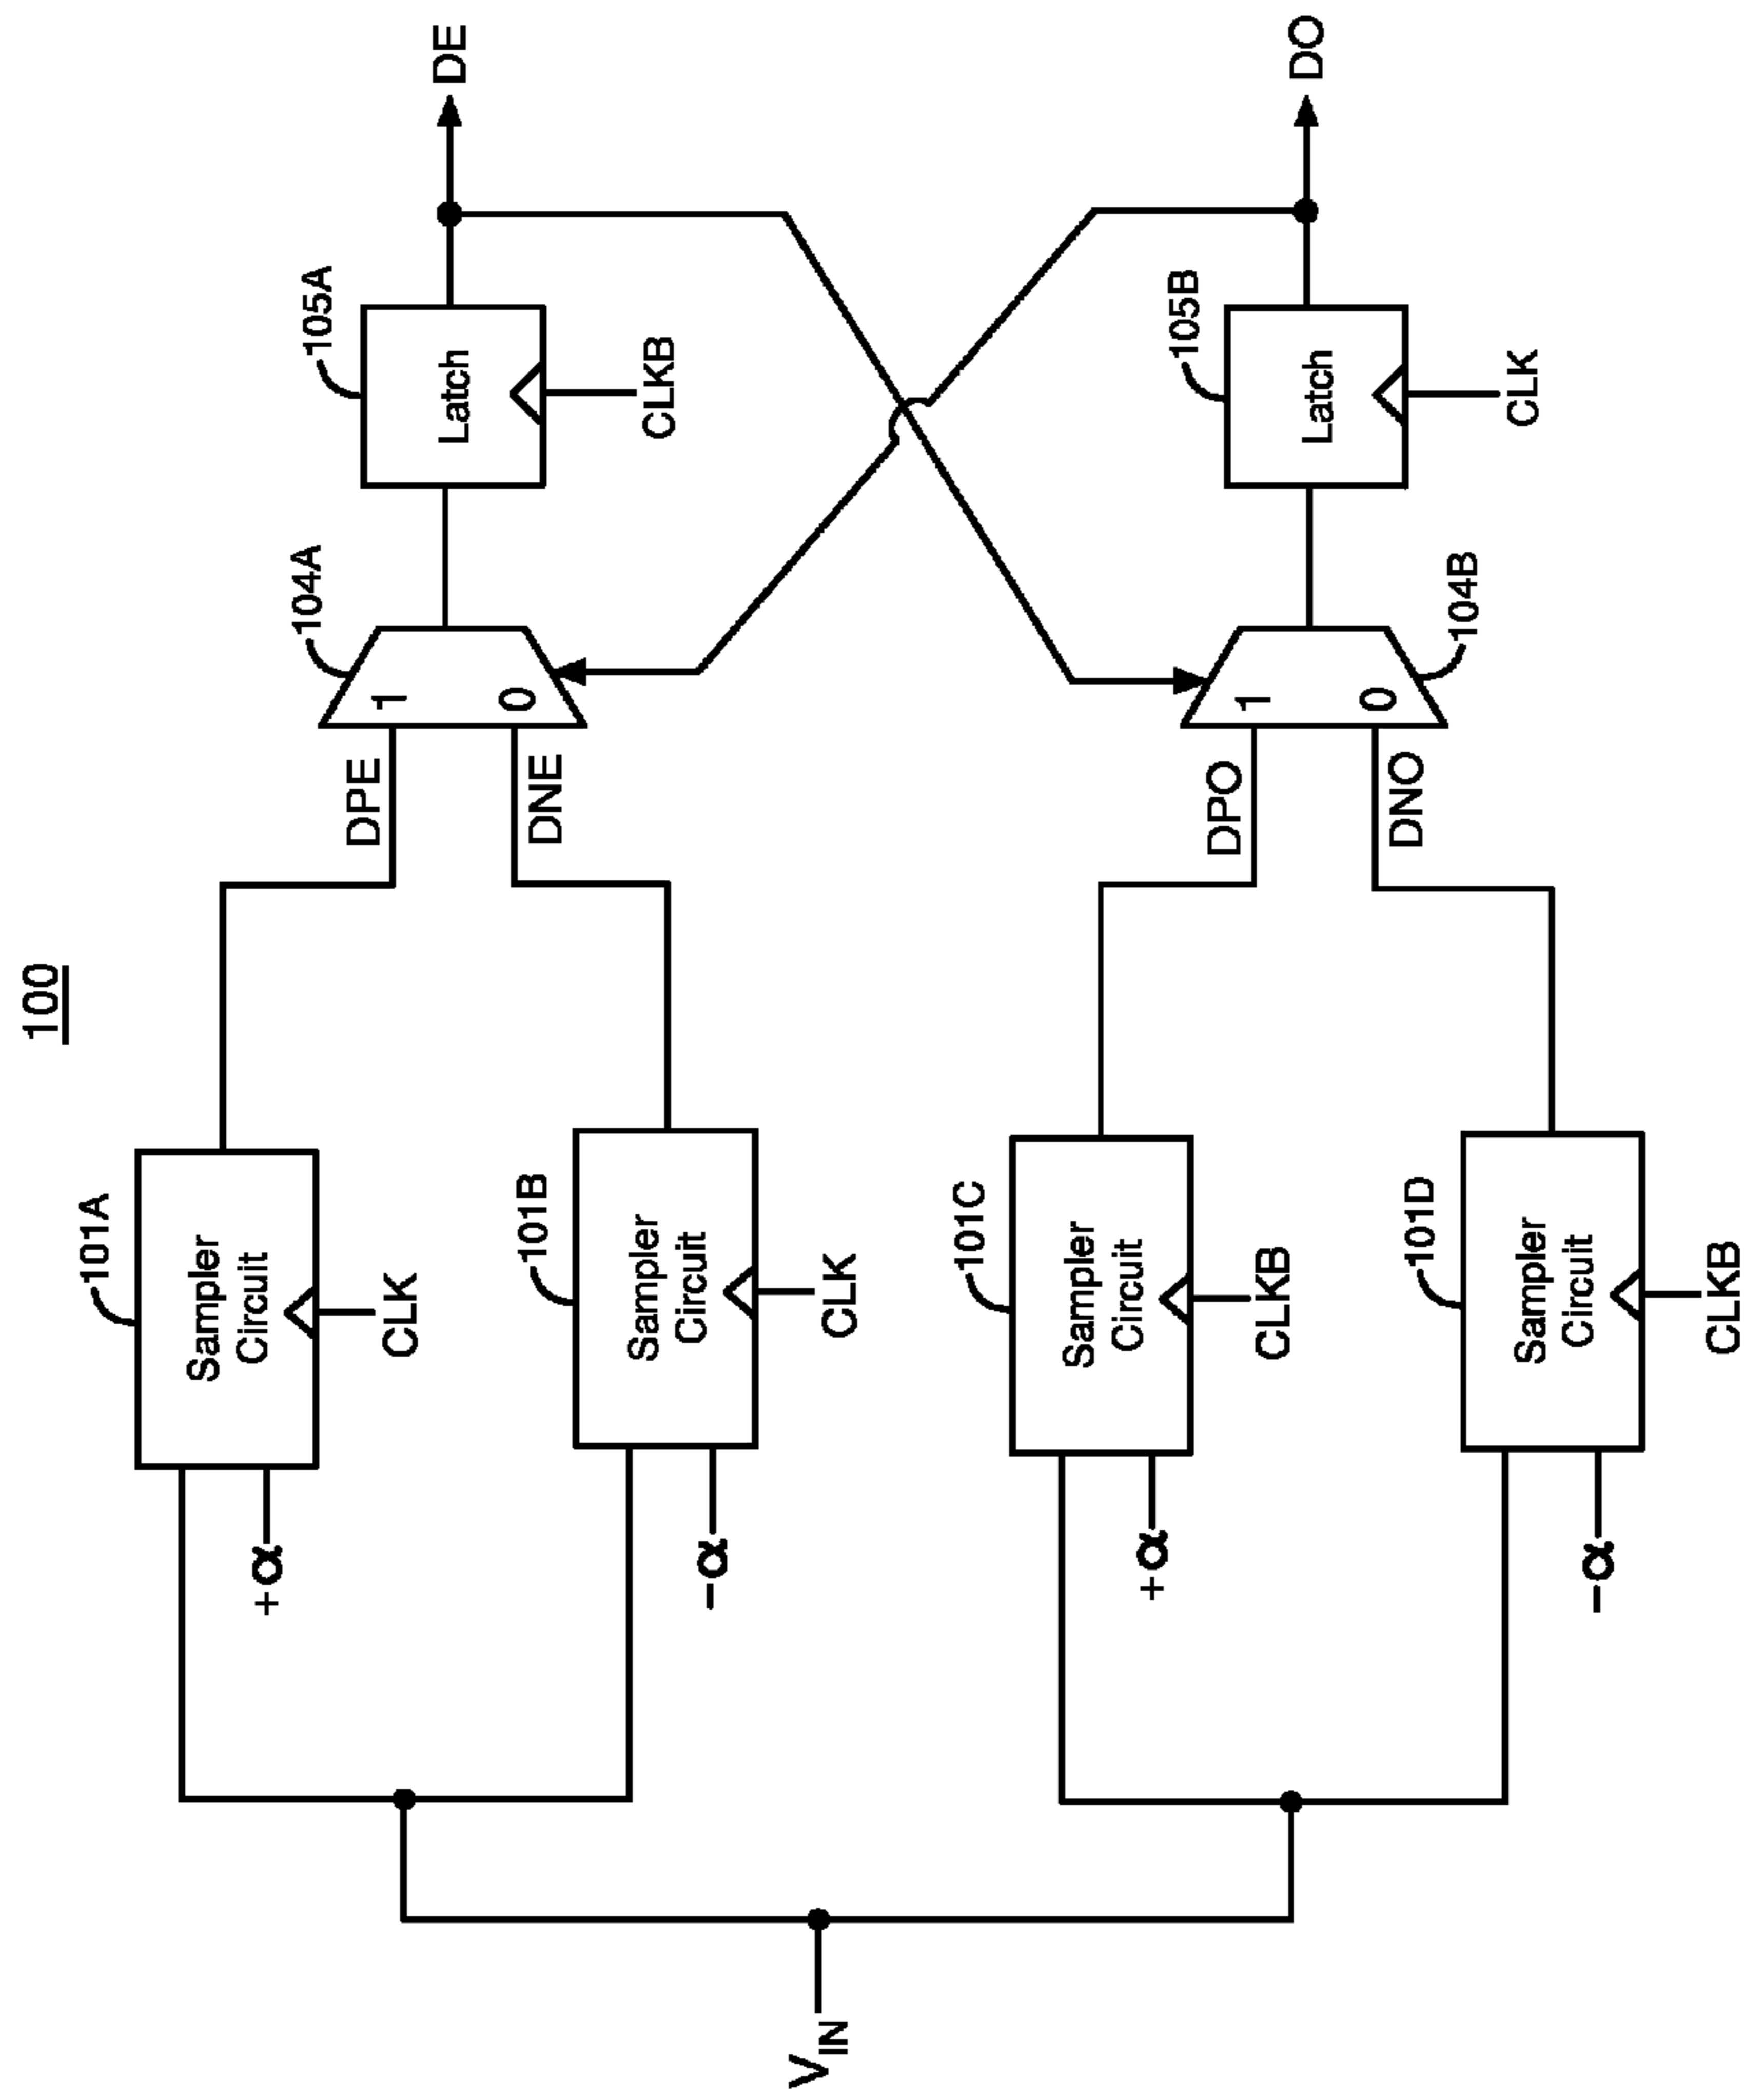 100
101A
Sampler
Circuit
+α
CLK
DPE
104A
1
0
105A
Latch
CLKB
DE
101B
Sampler
Circuit
-α
CLK
DNE
VIN
101C
Sampler
Circuit
+α
CLKB
DPO
1
0
104B
105B
Latch
CLK
DO
101D
Sampler
Circuit
-α
CLKB
DNO